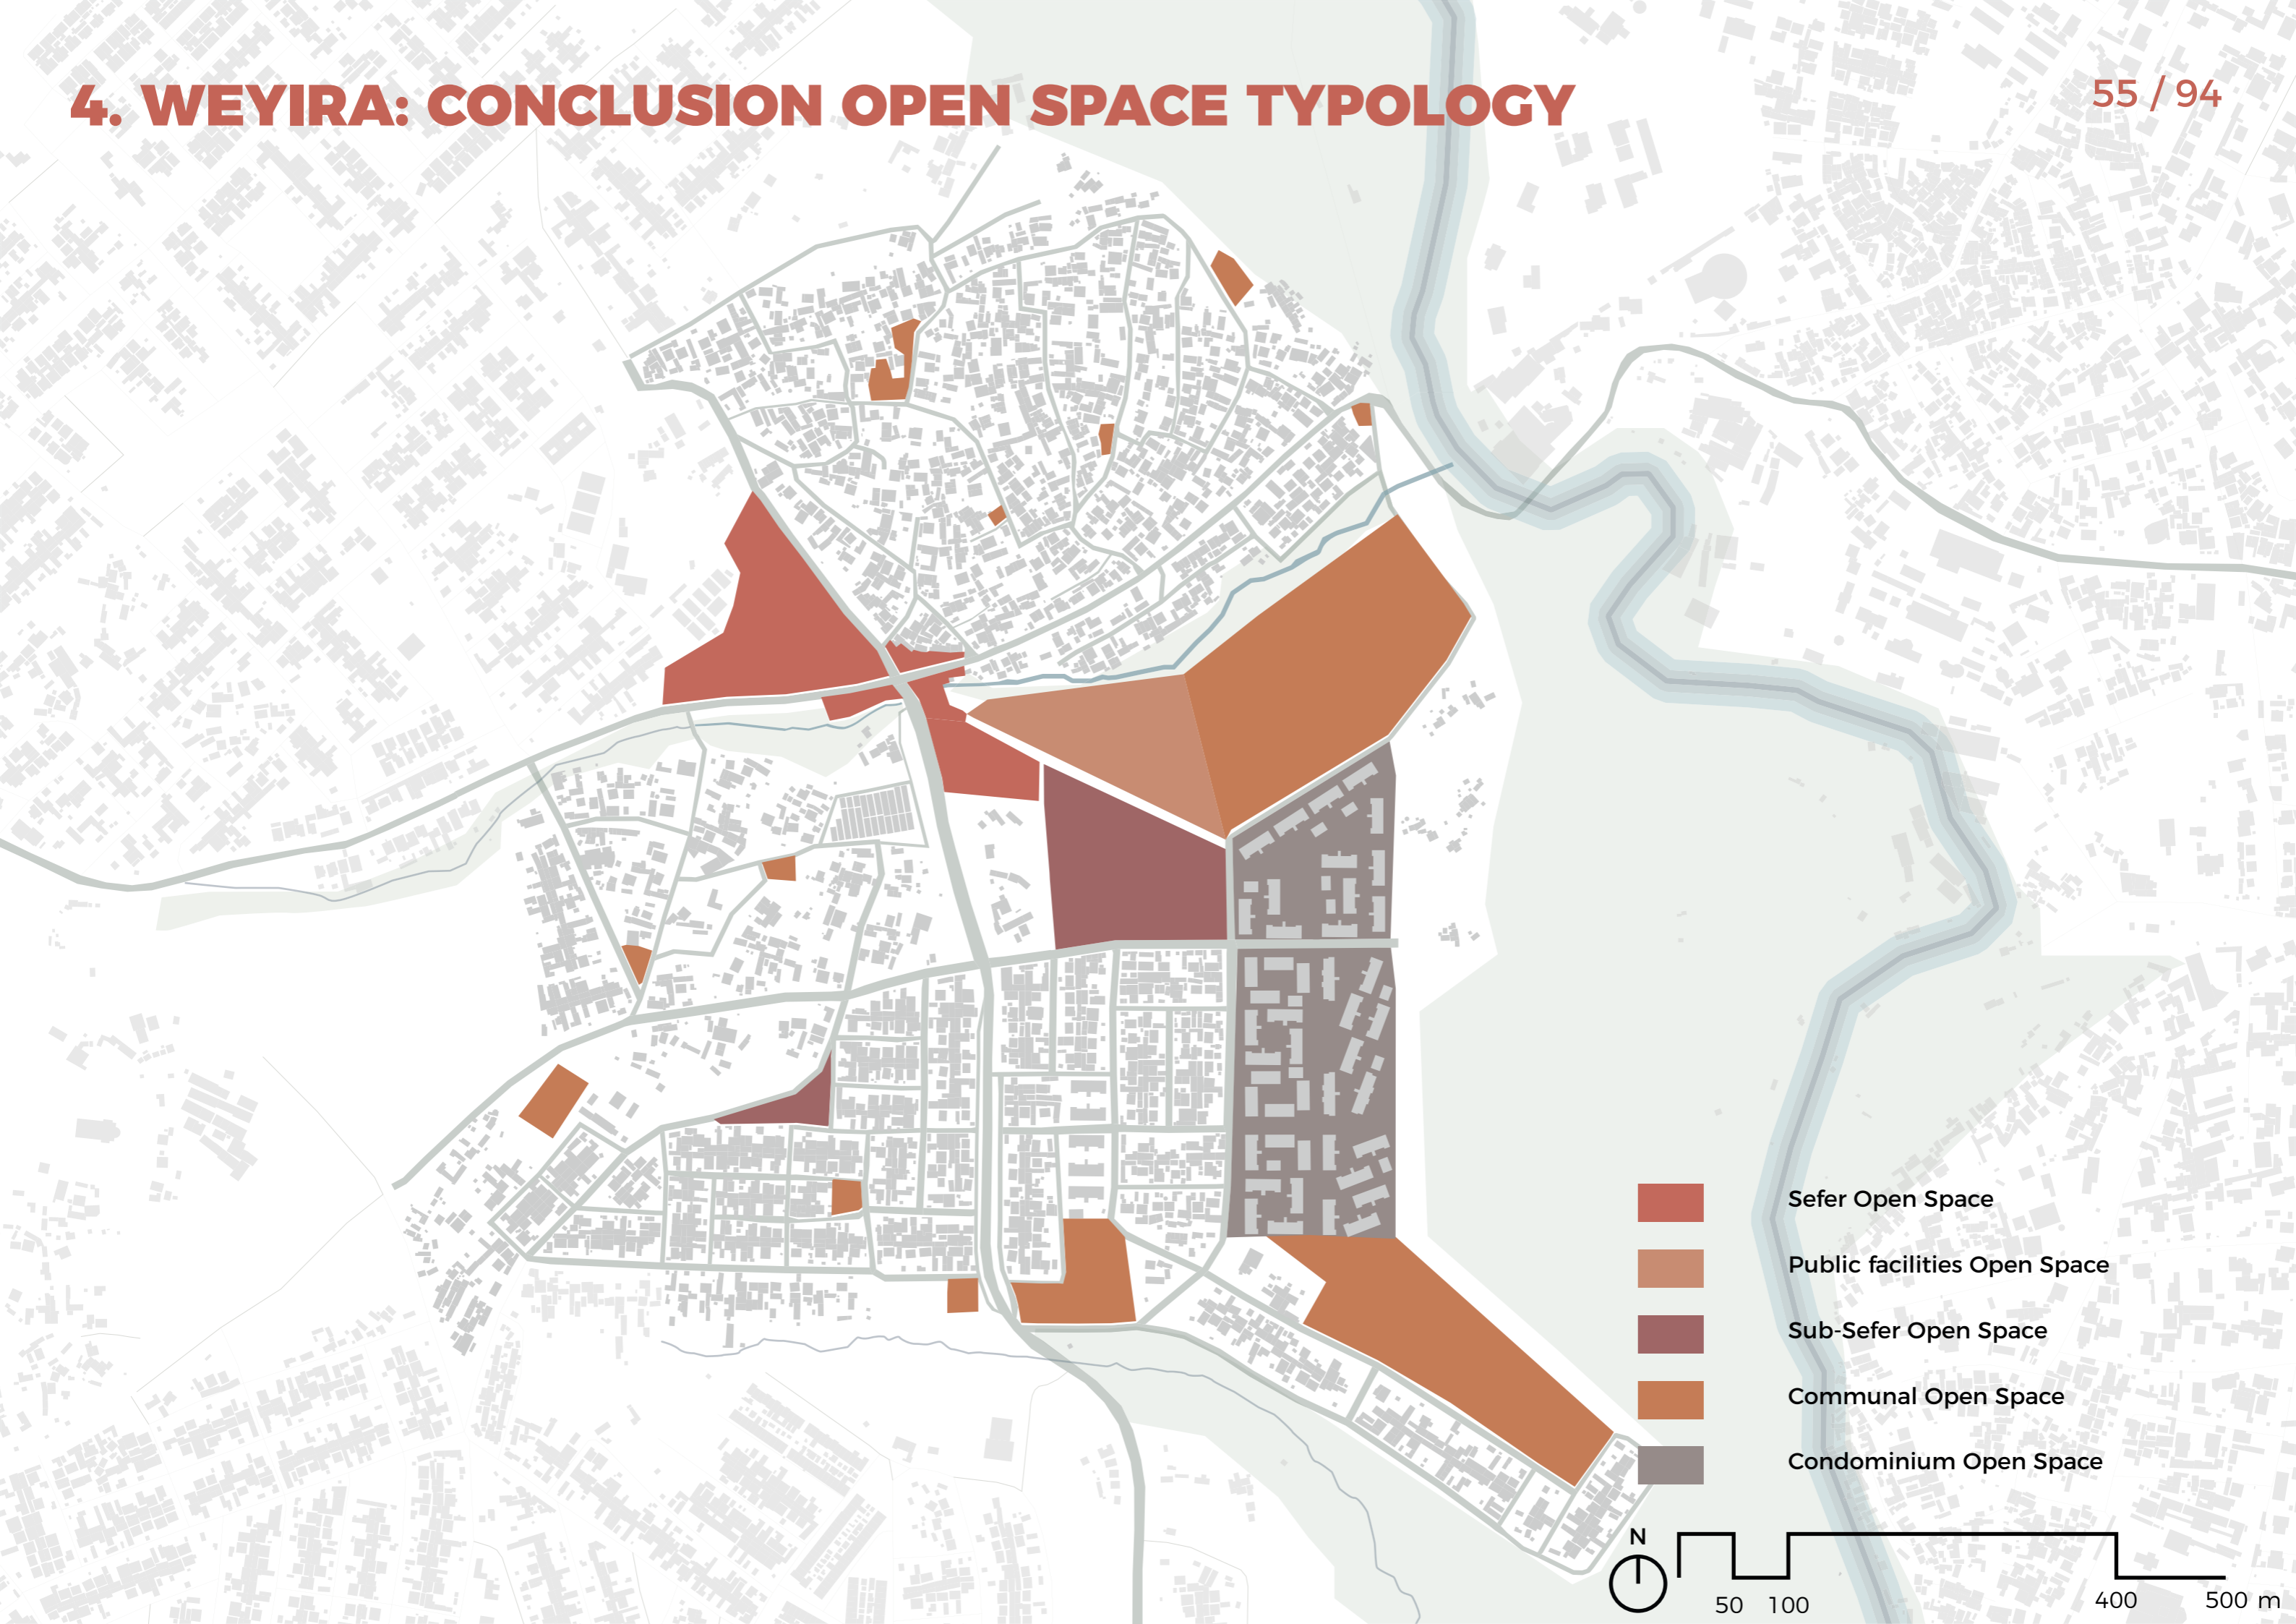 4. WEYIRA: CONCLUSION OPEN SPACE TYPOLOGY
55 / 94
Sefer Open Space
Public facilities Open Space
Sub-Sefer Open Space
Communal Open Space
Condominium Open Space
N
50 100 400 500 m